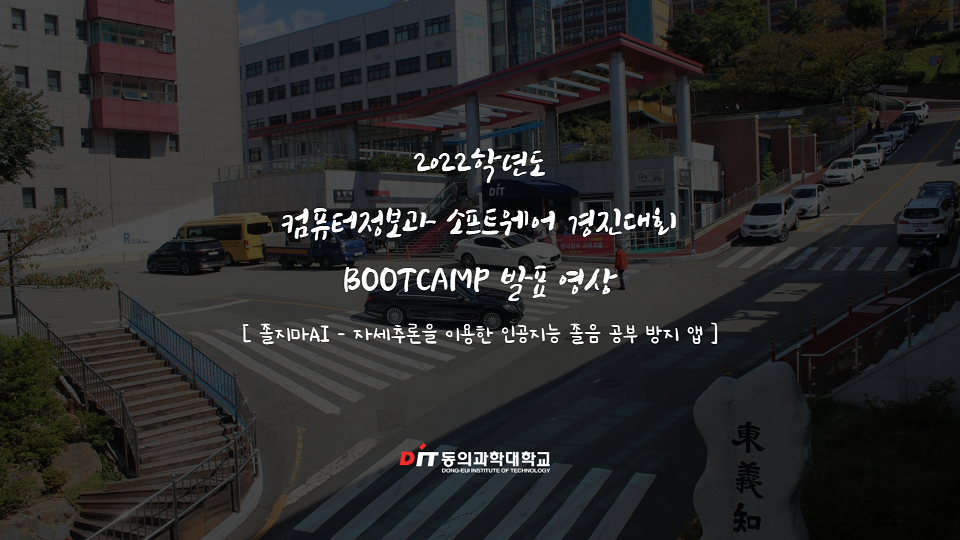 2022학년도
컴퓨터정보과 소프트웨어 경진대회
BOOTCAMP 발표 영상
[ 졸지마AI - 자세추론을 이용한 인공지능 졸음 공부 방지 앱 ]
DIT 동의과학대학교
DONG-EUI INSTITUTE OF TECHNOLOGY
DIT
東義知